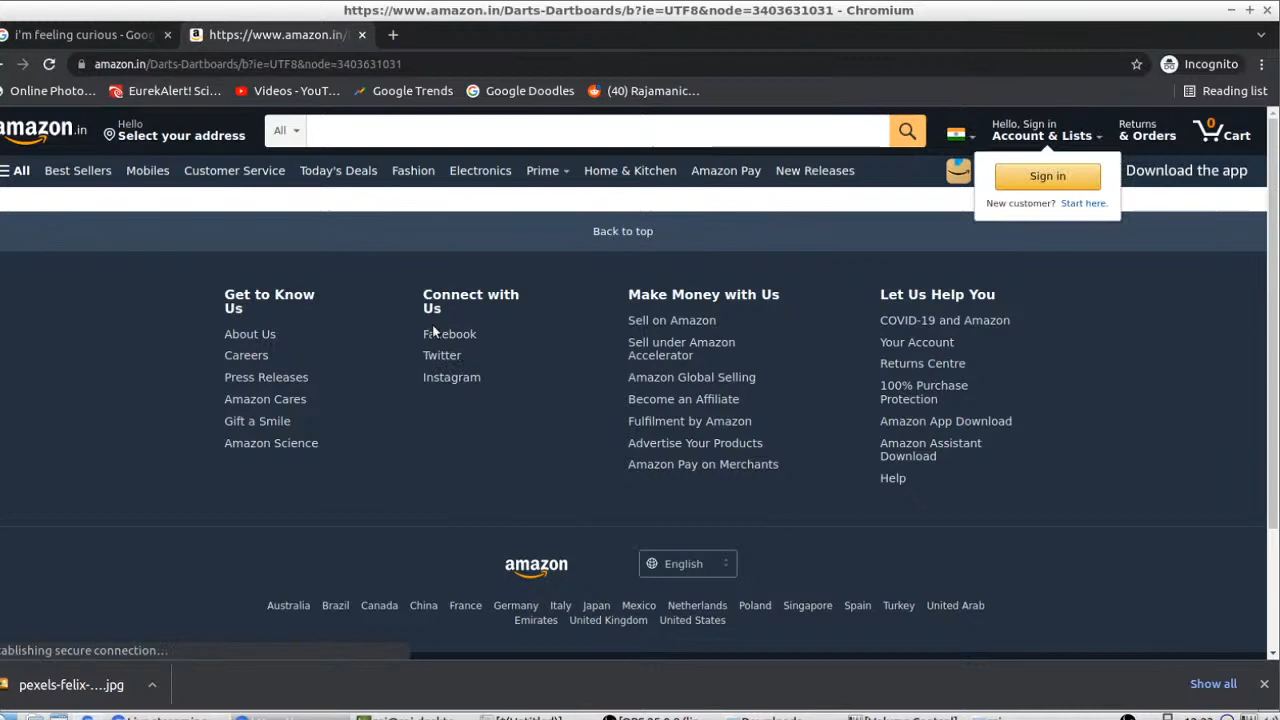 https://www.amazon.in/Darts-Dartboards/b?ie=UTF8&node=3403631031 - Chromium
i'm feeling curious - Goo
https://www.amazon.in/
amazon.in/Darts-Dartboards/b?ie=UTF8&node=3403631031
Incognito
Online Photo...
EurekAlert! Sci...
Videos - YouT...
Google Trends
Google Doodles
(40) Rajamanic...
Reading list
amazon.in
Hello
Select your address
All
Hello, Sign in
Account & Lists
Returns
& Orders
0
Cart
All
Best Sellers
Mobiles
Customer Service
Today's Deals
Fashion
Electronics
Prime
Home & Kitchen
Amazon Pay
New Releases
Download the app
Sign in
New customer? Start here.
Back to top
Get to Know
Us
About Us
Careers
Press Releases
Amazon Cares
Gift a Smile
Amazon Science
Connect with
Us
Facebook
Twitter
Instagram
Make Money with Us
Sell on Amazon
Sell under Amazon
Accelerator
Amazon Global Selling
Become an Affiliate
Fulfilment by Amazon
Advertise Your Products
Amazon Pay on Merchants
Let Us Help You
COVID-19 and Amazon
Your Account
Returns Centre
100% Purchase
Protection
Amazon App Download
Amazon Assistant
Download
Help
amazon
English
Australia Brazil Canada China France Germany Italy Japan Mexico Netherlands Poland Singapore Spain Turkey United Arab
Emirates United Kingdom United States
tablishing secure connection...
pexels-felix-....jpg
Show all